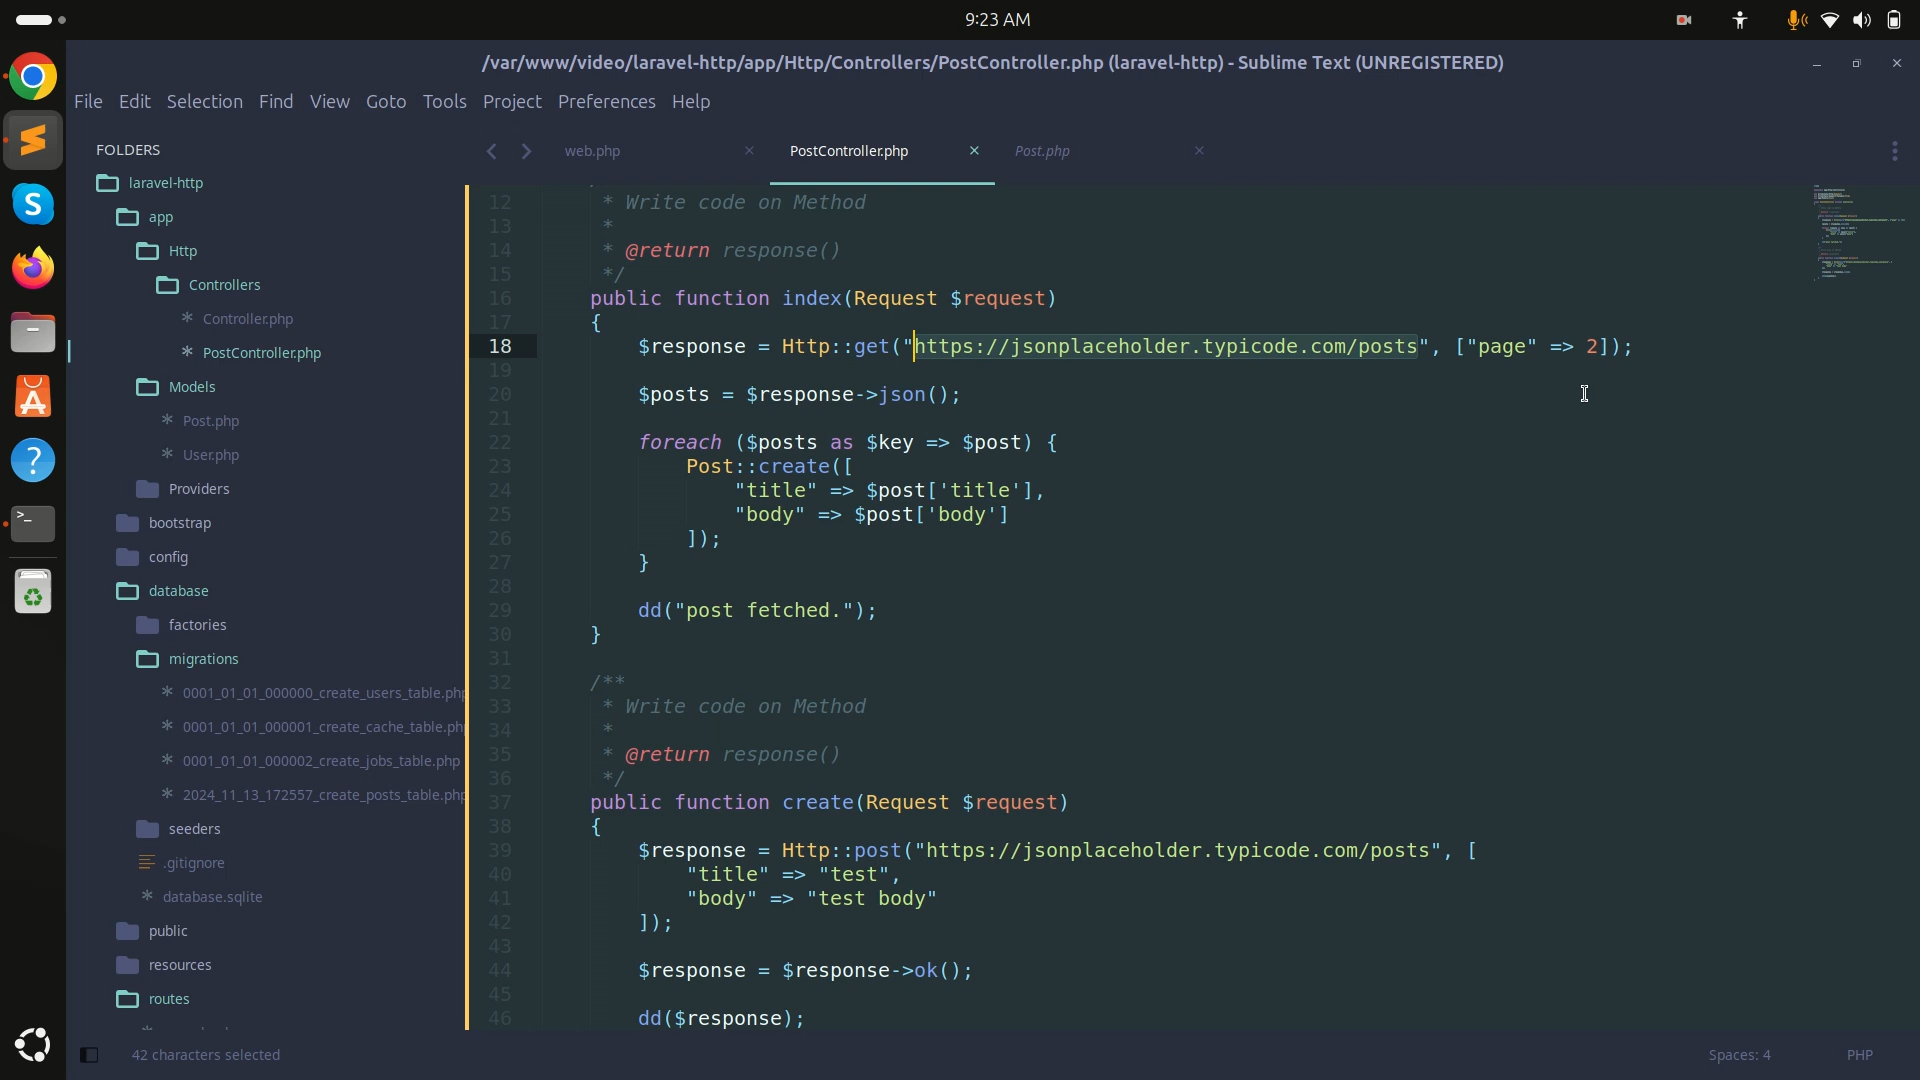 9:23 AM
/var/www/video/laravel-http/app/Http/Controllers/PostController.php (laravel-http) - Sublime Text (UNREGISTERED)
File Edit Selection Find View Goto Tools Project Preferences Help
FOLDERS
laravel-http
app
Http
Controllers
Controller.php
PostController.php
Models
Post.php
User.php
Providers
bootstrap
config
database
factories
migrations
0001_01_01_000000_create_users_table.php
0001_01_01_000001_create_cache_table.ph
0001_01_01_000002_create_jobs_table.php
2024_11_13_172557_create_posts_table.php
seeders
.gitignore
database.sqlite
public
resources
routes
web.php PostController.php Post.php
12 * Write code on Method
13 *
14 * @return response()
15 */
16 public function index(Request $request)
17 {
18 $response = Http::get("https://jsonplaceholder.typicode.com/posts", ["page" => 2]);
19
20 $posts = $response->json();
21
22 foreach ($posts as $key => $post) {
23 Post::create([
24 "title" => $post['title'],
25 "body" => $post['body']
26 ]);
27 }
28
29 dd("post fetched.");
30 }
31
32 /**
33 * Write code on Method
34 *
35 * @return response()
36 */
37 public function create(Request $request)
38 {
39 $response = Http::post("https://jsonplaceholder.typicode.com/posts", [
40 "title" => "test",
41 "body" => "test body"
42 ]);
43
44 $response = $response->ok();
45
46 dd($response);
42 characters selected
Spaces: 4 PHP